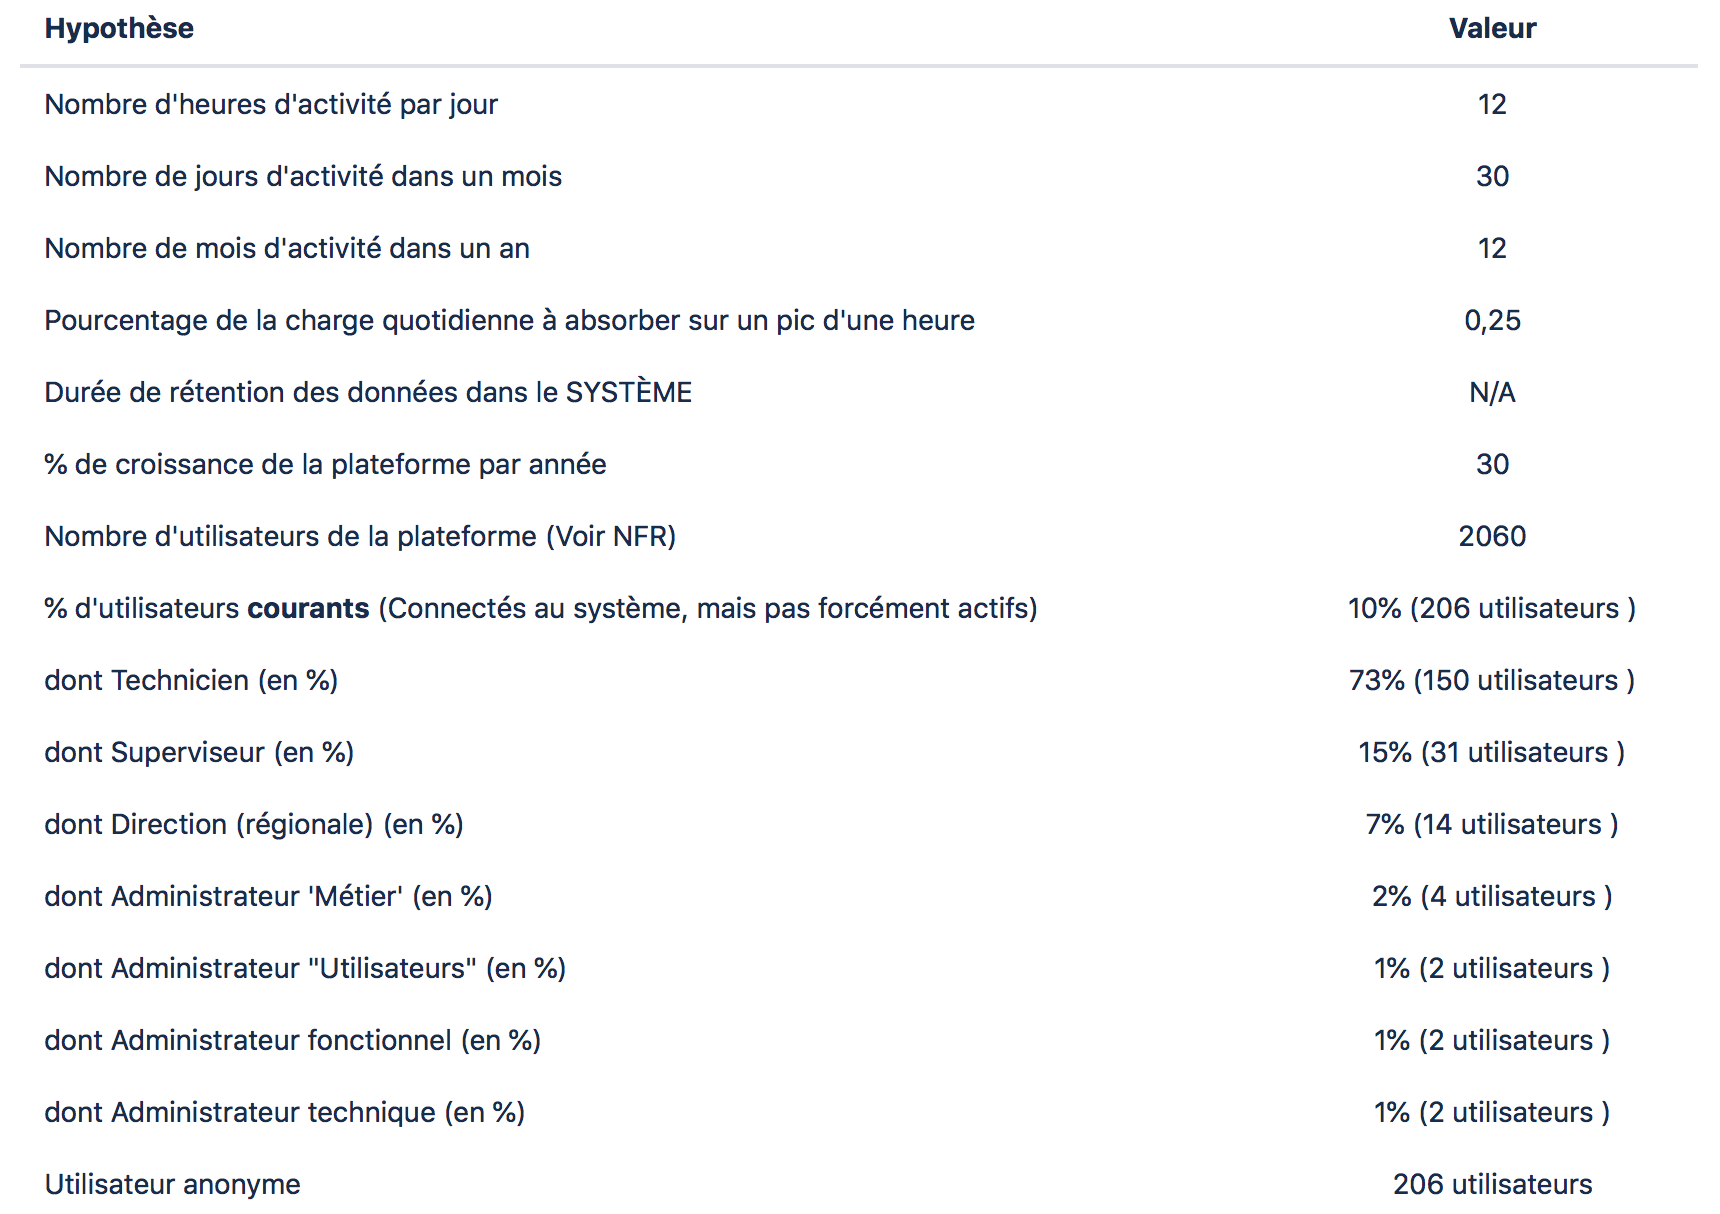 Hypothèse Valeur
Nombre d'heures d'activité par jour 12
Nombre de jours d'activité dans un mois 30
Nombre de mois d'activité dans un an 12
Pourcentage de la charge quotidienne à absorber sur un pic d'une heure 0,25
Durée de rétention des données dans le SYSTÈME N/A
% de croissance de la plateforme par année 30
Nombre d'utilisateurs de la plateforme (Voir NFR) 2060
% d'utilisateurs courants (Connectés au système, mais pas forcément actifs) 10% (206 utilisateurs )
dont Technicien (en %) 73% (150 utilisateurs )
dont Superviseur (en %) 15% (31 utilisateurs )
dont Direction (régionale) (en %) 7% (14 utilisateurs )
dont Administrateur 'Métier' (en %) 2% (4 utilisateurs )
dont Administrateur "Utilisateurs" (en %) 1% (2 utilisateurs )
dont Administrateur fonctionnel (en %) 1% (2 utilisateurs )
dont Administrateur technique (en %) 1% (2 utilisateurs )
Utilisateur anonyme 206 utilisateurs